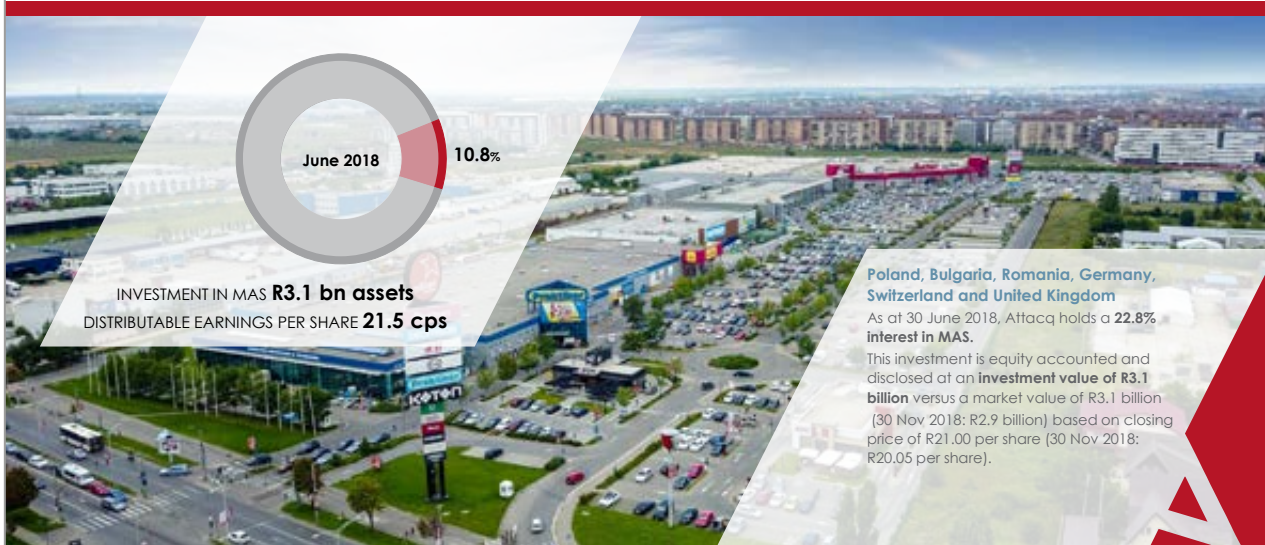 June 2018
10.8%
INVESTMENT IN MAS R3.1 bn assets
DISTRIBUTABLE EARNINGS PER SHARE 21.5 cps
Poland, Bulgaria, Romania, Germany,
Switzerland and United Kingdom
As at 30 June 2018, Attacq holds a 22.8%
interest in MAS.
This investment is equity accounted and
disclosed at an investment value of R3.1
billion versus a market value of R3.1 billion
(30 Nov 2018: R2.9 billion) based on closing
price of R21.00 per share (30 Nov 2018:
R20.05 per share).
KOTON